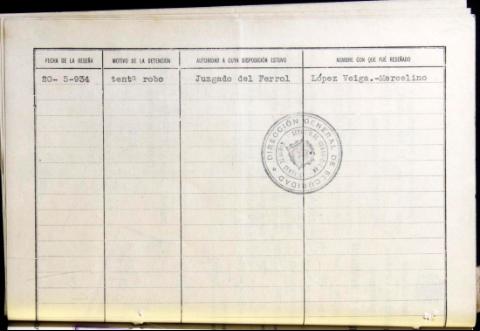 FECHA DE LA RESEÑA MOTIVO DE LA DETENCION AUTORIDAD A CUYA DISPOSICIÓN ESTUVO NOMBRE CON QUE FUÉ RESEÑADO
20- 5-934 tentª robo Juzgado del Ferrol López Veiga.-Marcelino
DIRECCIÓN GENERAL DE SEGURIDAD